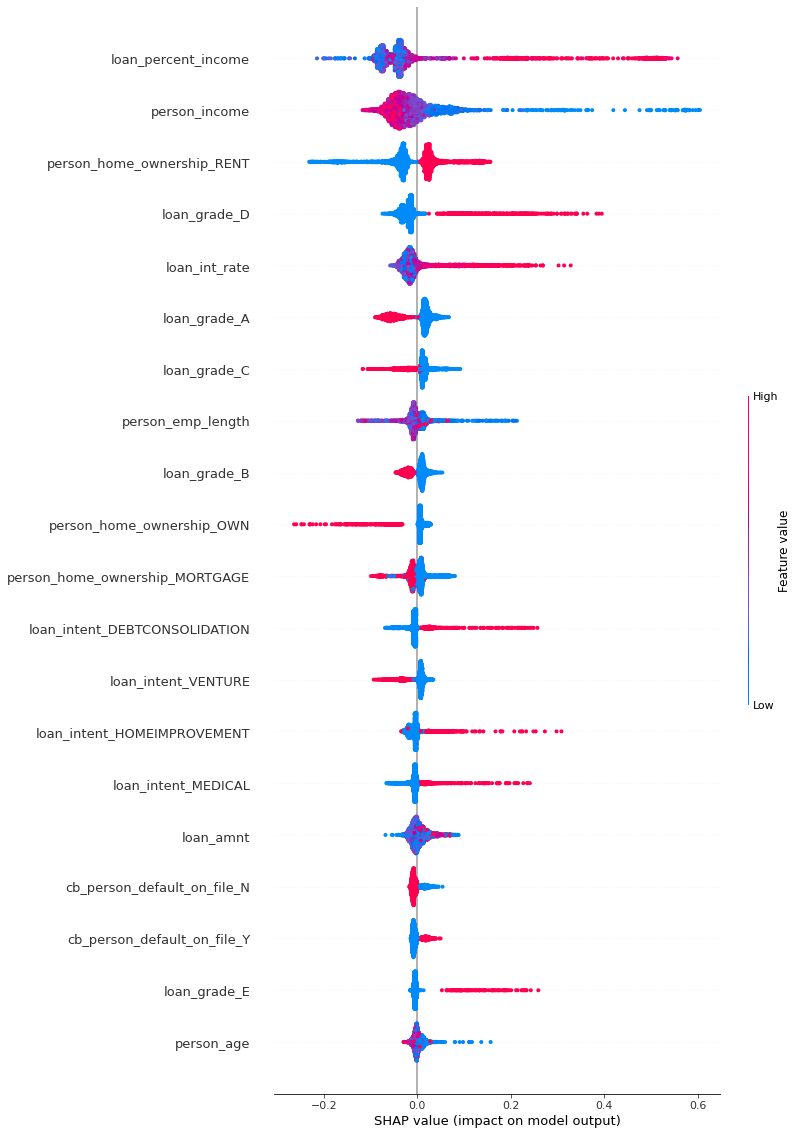 loan_percent_income
person_income
person_home_ownership_RENT
loan_grade_D
loan_int_rate
loan_grade_A
loan_grade_C
High
person_emp_length
loan_grade_B
person_home_ownership_OWN
Feature value
person_home_ownership_MORTGAGE
loan_intent_DEBTCONSOLIDATION
loan_intent_VENTURE
Low
loan_intent_HOMEIMPROVEMENT
loan_intent_MEDICAL
loan_amnt
cb_person_default_on_file_N
cb_person_default_on_file_Y
loan_grade_E
person_age
−0.2 0.0 0.2 0.4 0.6
SHAP value (impact on model output)